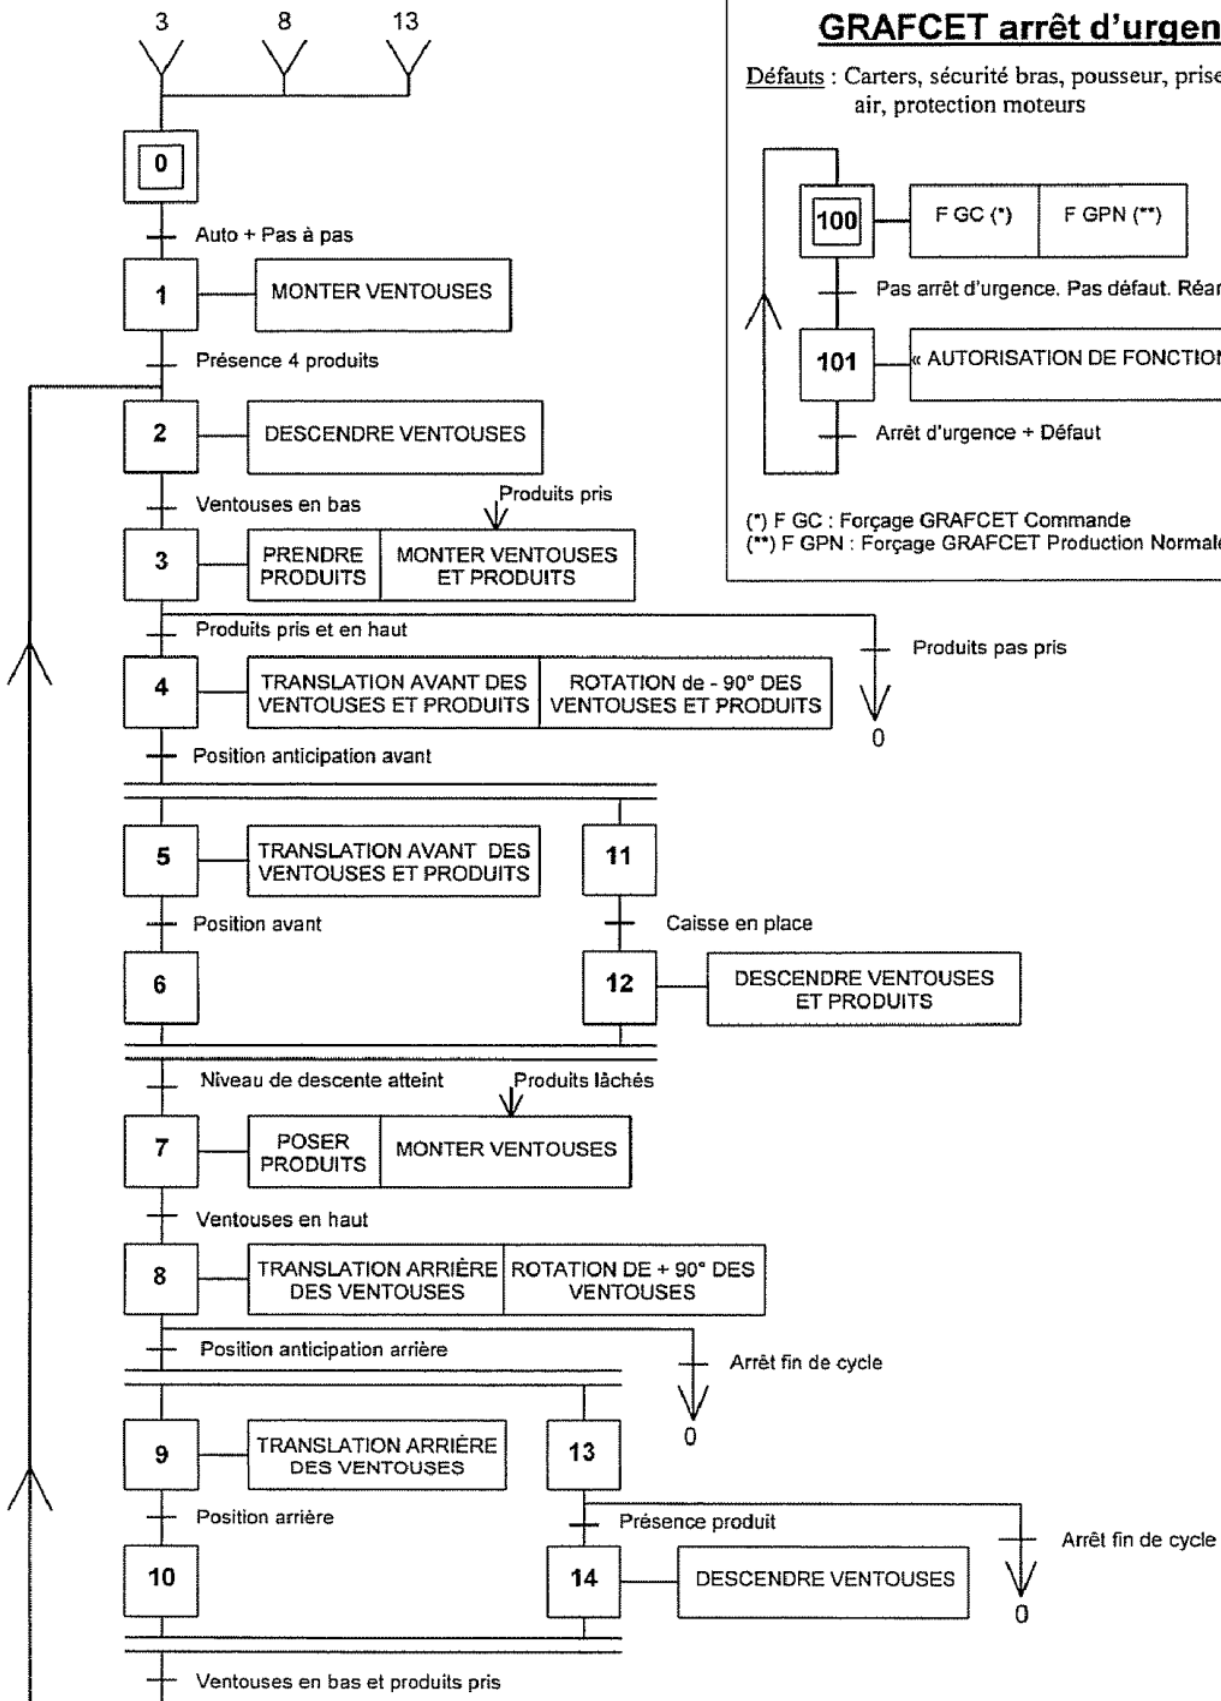 3 8 13
0
Auto + Pas à pas
1
MONTER VENTOUSES
Présence 4 produits
2
DESCENDRE VENTOUSES
Ventouses en bas
Produits pris
3
PRENDRE
PRODUITS
MONTER VENTOUSES
ET PRODUITS
Produits pris et en haut
Produits pas pris
0
4
TRANSLATION AVANT DES
VENTOUSES ET PRODUITS
ROTATION de - 90° DES
VENTOUSES ET PRODUITS
Position anticipation avant
5
TRANSLATION AVANT DES
VENTOUSES ET PRODUITS
11
Position avant
Caisse en place
6
12
DESCENDRE VENTOUSES
ET PRODUITS
Niveau de descente atteint
Produits lâchés
7
POSER
PRODUITS
MONTER VENTOUSES
Ventouses en haut
8
TRANSLATION ARRIÈRE
DES VENTOUSES
ROTATION DE + 90° DES
VENTOUSES
Position anticipation arrière
Arrêt fin de cycle
0
9
TRANSLATION ARRIÈRE
DES VENTOUSES
13
Position arrière
Présence produit
Arrêt fin de cycle
0
10
14
DESCENDRE VENTOUSES
Ventouses en bas et produits pris
GRAFCET arrêt d'urgen
Défauts : Carters, sécurité bras, pousseur, prise
air, protection moteurs
100
F GC (*)
F GPN (**)
Pas arrêt d'urgence. Pas défaut. Réar
101
« AUTORISATION DE FONCTION
Arrêt d'urgence + Défaut
(*) F GC : Forçage GRAFCET Commande
(**) F GPN : Forçage GRAFCET Production Normale